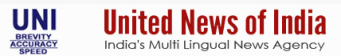 UNI
BREVITY
ACCURACY
SPEED
United News of India
India's Multi Lingual News Agency